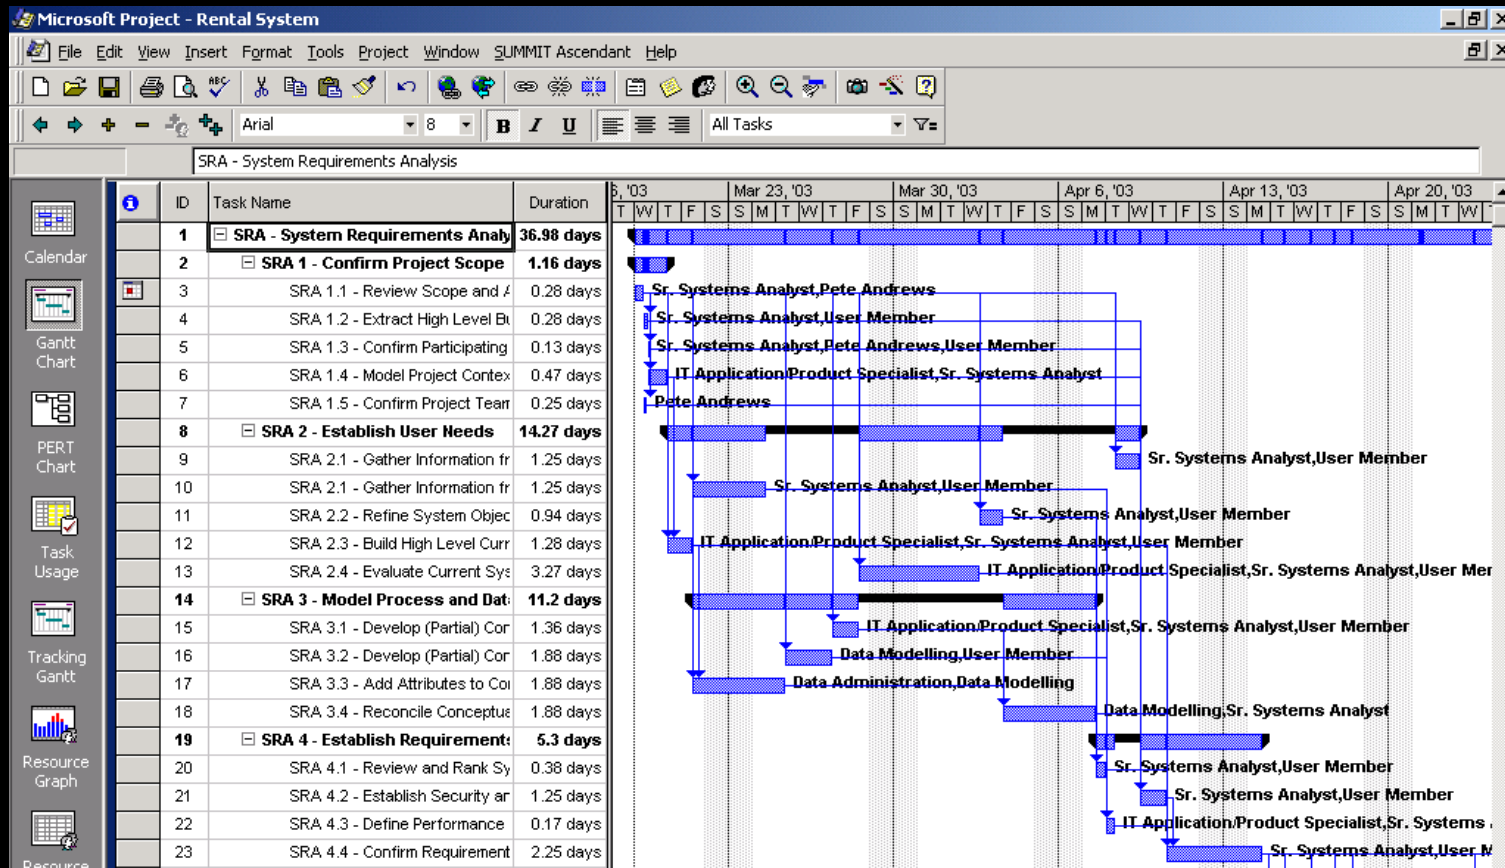 Microsoft Project - Rental System
File Edit View Insert Format Tools Project Window SUMMIT Ascendant Help
Arial 8 B I U All Tasks
SRA - System Requirements Analysis
ID Task Name Duration
6, '03 Mar 23, '03 Mar 30, '03 Apr 6, '03 Apr 13, '03 Apr 20, '03
T W T F S S M T W T F S S M T W T F S S M T W T F S S M T W T F S S M T W
Calendar
Gantt Chart
PERT Chart
Task Usage
Tracking Gantt
Resource Graph
Resource
1 SRA - System Requirements Analy 36.98 days
2 SRA 1 - Confirm Project Scope 1.16 days
3 SRA 1.1 - Review Scope and A 0.28 days Sr. Systems Analyst,Pete Andrews
4 SRA 1.2 - Extract High Level Bu 0.28 days Sr. Systems Analyst,User Member
5 SRA 1.3 - Confirm Participating 0.13 days Sr. Systems Analyst,Pete Andrews,User Member
6 SRA 1.4 - Model Project Contex 0.47 days IT Application/Product Specialist,Sr. Systems Analyst
7 SRA 1.5 - Confirm Project Team 0.25 days Pete Andrews
8 SRA 2 - Establish User Needs 14.27 days
9 SRA 2.1 - Gather Information fr 1.25 days Sr. Systems Analyst,User Member
10 SRA 2.1 - Gather Information fr 1.25 days Sr. Systems Analyst,User Member
11 SRA 2.2 - Refine System Objec 0.94 days Sr. Systems Analyst,User Member
12 SRA 2.3 - Build High Level Curr 1.28 days IT Application/Product Specialist,Sr. Systems Analyst,User Member
13 SRA 2.4 - Evaluate Current Sys 3.27 days IT Application/Product Specialist,Sr. Systems Analyst,User Mem
14 SRA 3 - Model Process and Dat 11.2 days
15 SRA 3.1 - Develop (Partial) Con 1.36 days IT Application/Product Specialist,Sr. Systems Analyst,User Member
16 SRA 3.2 - Develop (Partial) Con 1.88 days Data Modelling,User Member
17 SRA 3.3 - Add Attributes to Con 1.88 days Data Administration,Data Modelling
18 SRA 3.4 - Reconcile Conceptua 1.88 days Data Modelling,Sr. Systems Analyst
19 SRA 4 - Establish Requirements 5.3 days
20 SRA 4.1 - Review and Rank Sy 0.38 days Sr. Systems Analyst,User Member
21 SRA 4.2 - Establish Security an 1.25 days Sr. Systems Analyst,User Member
22 SRA 4.3 - Define Performance 0.17 days IT Application/Product Specialist,Sr. Systems
23 SRA 4.4 - Confirm Requirement 2.25 days Sr. Systems Analyst,User M